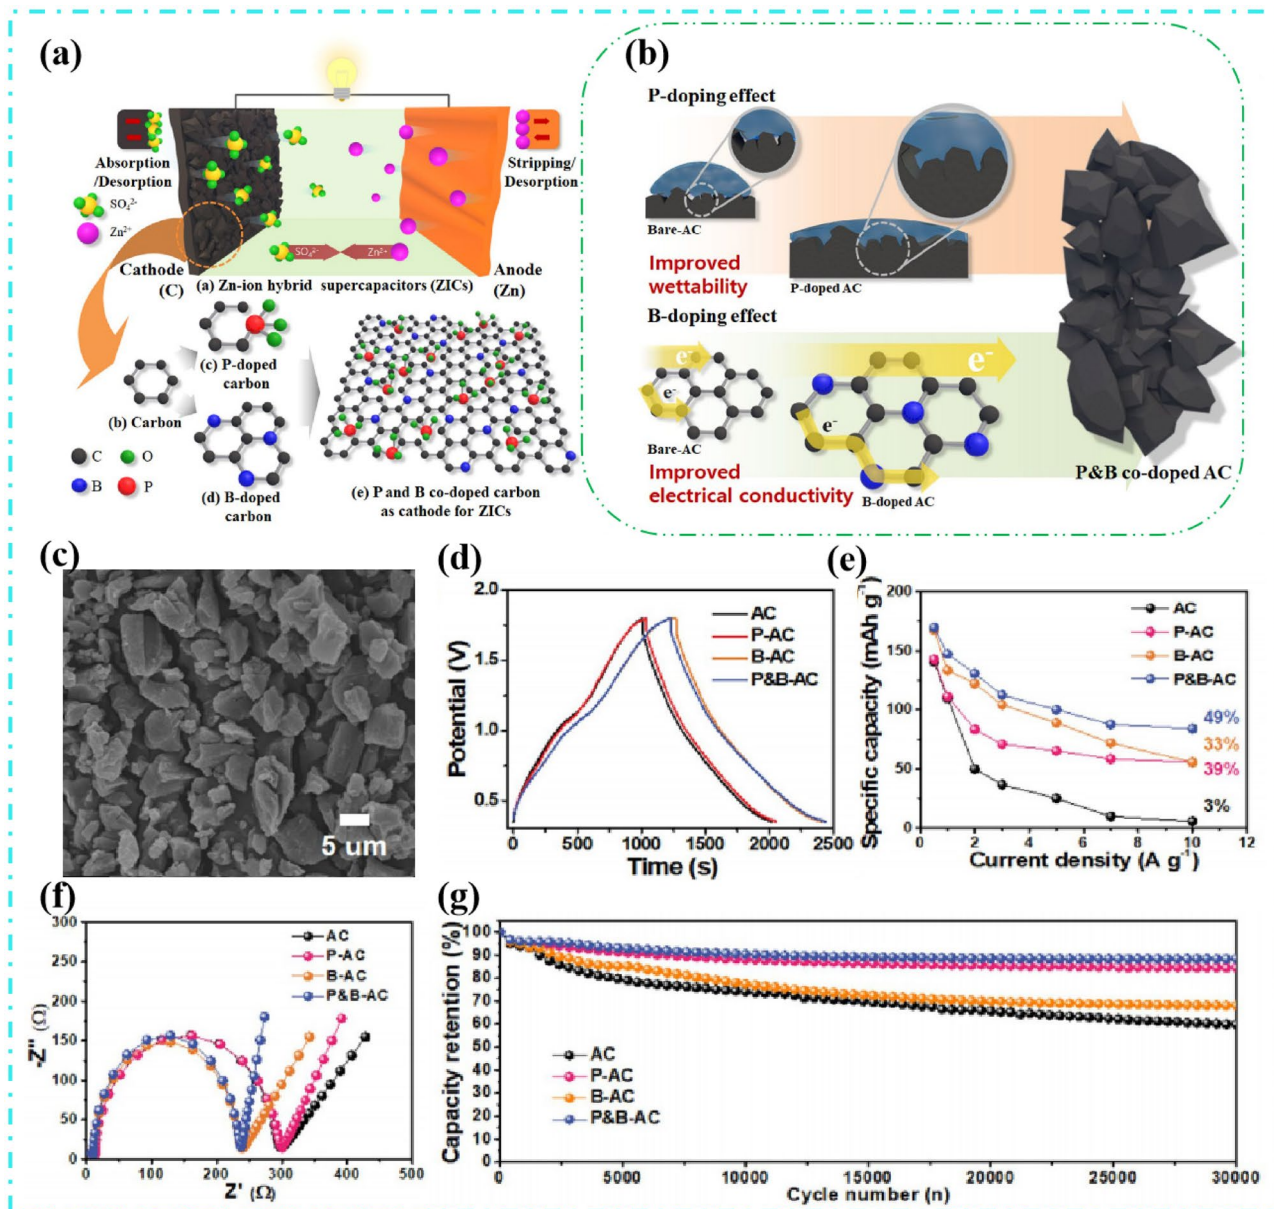 (a)
Absorption
/Desorption
SO₄²⁻
Zn²⁺
Stripping/
Desorption
SO₄²⁻
Zn²⁺
Cathode
(C)
Anode
(Zn)
(a) Zn-ion hybrid supercapacitors (ZICs)
(c) P-doped
carbon
(b) Carbon
C
O
B
P
(d) B-doped
carbon
(e) P and B co-doped carbon
as cathode for ZICs
(b)
P-doping effect
Bare-AC
Improved
wettability
P-doped AC
B-doping effect
e⁻
e⁻
e⁻
e⁻
Bare-AC
Improved
electrical conductivity
B-doped AC
P&B co-doped AC
(c)
5 um
(d)
2.0
1.5
1.0
0.5
0
500
1000
1500
2000
2500
Potential (V)
Time (s)
AC
P-AC
B-AC
P&B-AC
(e)
200
150
100
50
0
0
2
4
6
8
10
12
Specific capacity (mAh g⁻¹)
Current density (A g⁻¹)
AC
P-AC
B-AC
P&B-AC
49%
33%
39%
3%
(f)
300
250
200
150
100
50
0
0
100
200
300
400
500
-Z'' (Ω)
Z' (Ω)
AC
P-AC
B-AC
P&B-AC
(g)
100
90
80
70
60
50
40
30
20
10
0
0
5000
10000
15000
20000
25000
30000
Capacity retention (%)
Cycle number (n)
AC
P-AC
B-AC
P&B-AC